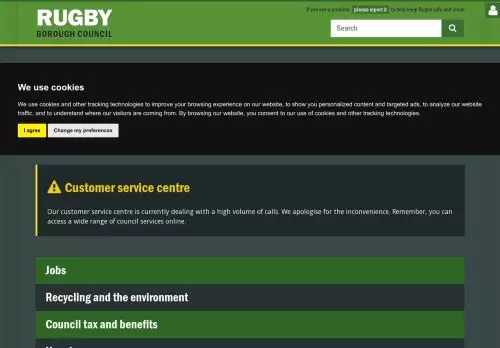 RUGBY
BOROUGH COUNCIL
If you see a problem, please report it to help keep Rugby safe and clean
Search
We use cookies
We use cookies and other tracking technologies to improve your browsing experience on our website, to show you personalized content and targeted ads, to analyze our website
traffic, and to understand where our visitors are coming from. By browsing our website, you consent to our use of cookies and other tracking technologies.
I agree
Change my preferences
Customer service centre
Our customer service centre is currently dealing with a high volume of calls. We apologise for the inconvenience. Remember, you can
access a wide range of council services online.
Jobs
Recycling and the environment
Council tax and benefits